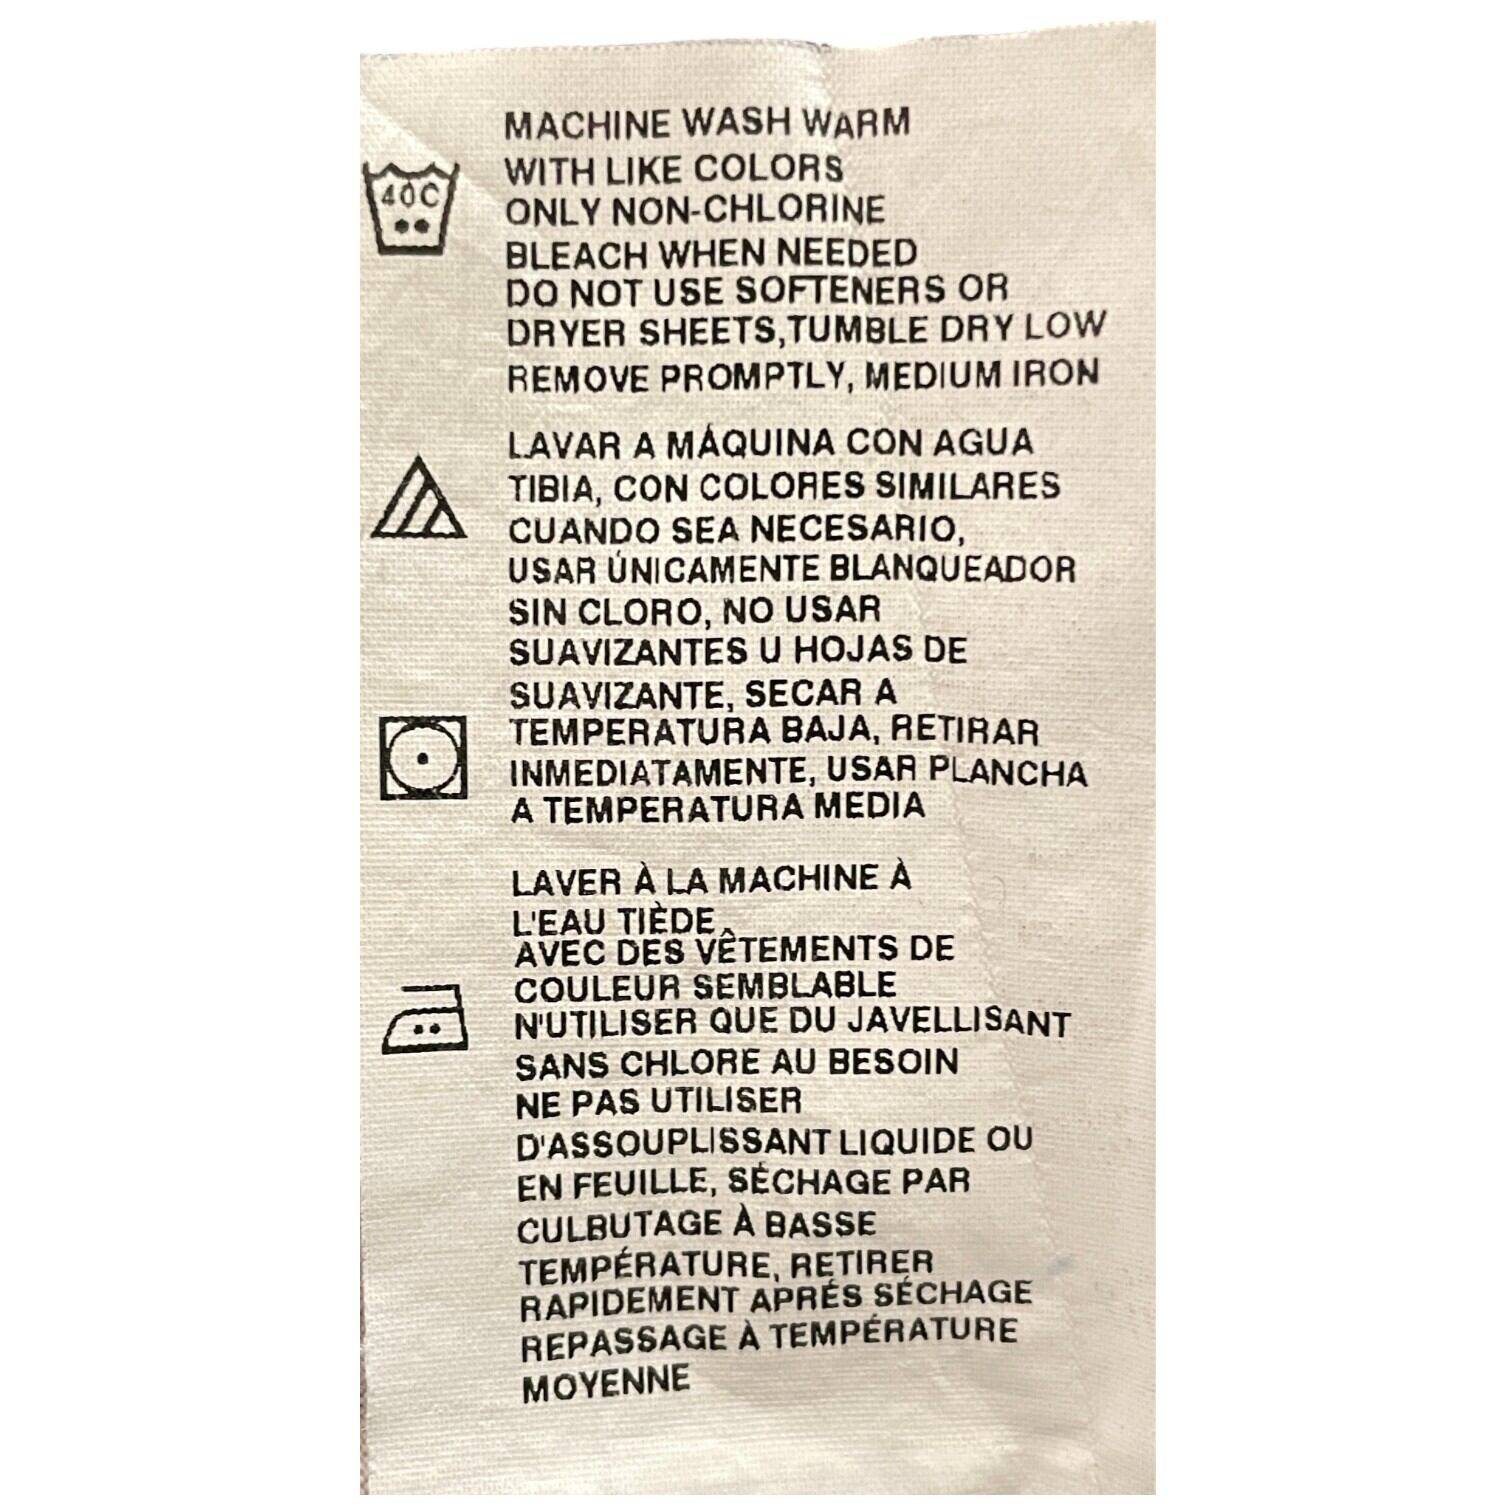 MACHINE WASH WARM
40C
WITH LIKE COLORS
ONLY NON-CHLORINE
BLEACH WHEN NEEDED
DO NOT USE SOFTENERS OR
DRYER SHEETS,TUMBLE DRY LOW
REMOVE PROMPTLY, MEDIUM IRON
LAVAR A MÁQUINA CON AGUA
TIBIA, CON COLORES SIMILARES
CUANDO SEA NECESARIO,
USAR ÚNICAMENTE BLANQUEADOR
SIN CLORO, NO USAR
SUAVIZANTES U HOJAS DE
SUAVIZANTE, SECAR A
TEMPERATURA BAJA, RETIRAR
INMEDIATAMENTE, USAR PLANCHA
A TEMPERATURA MEDIA
LAVER À LA MACHINE À
L'EAU TIÈDE,
AVEC DES VÊTEMENTS DE
COULEUR SEMBLABLE
N'UTILISER QUE DU JAVELLISANT
SANS CHLORE AU BESOIN
NE PAS UTILISER
D'ASSOUPLISSANT LIQUIDE OU
EN FEUILLE, SÉCHAGE PAR
CULBUTAGE À BASSE
TEMPÉRATURE, RETIRER
RAPIDEMENT APRÉS SÉCHAGE
REPASSAGE À TEMPÉRATURE
MOYENNE